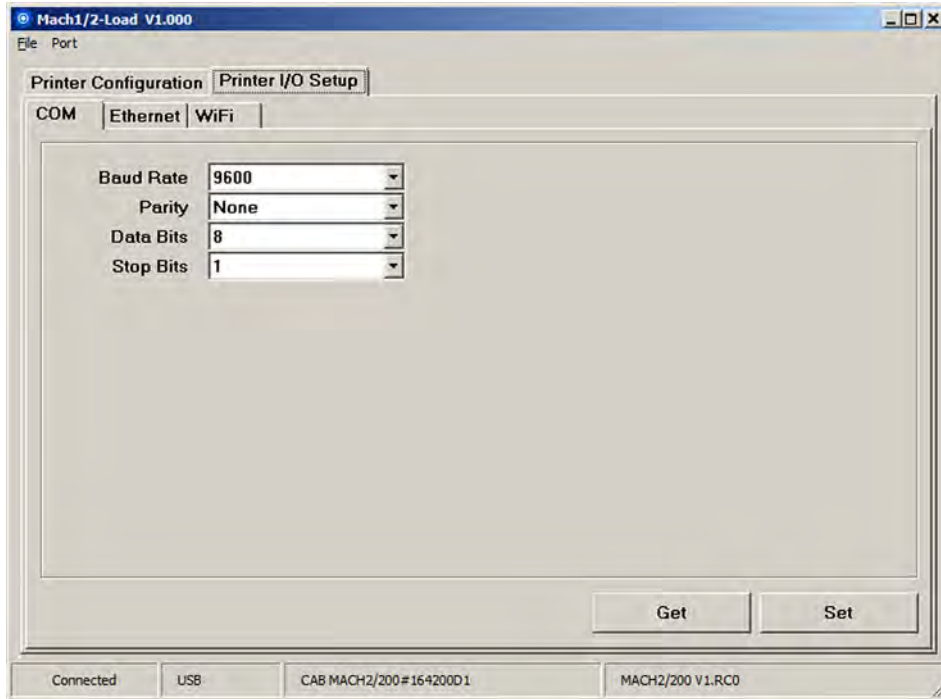 Mach1/2-Load V1.000
File Port
Printer Configuration Printer I/O Setup
COM Ethernet WiFi
Baud Rate 9600
Parity None
Data Bits 8
Stop Bits 1
Get Set
Connected USB CAB MACH2/200#164200D1 MACH2/200 V1.RC0